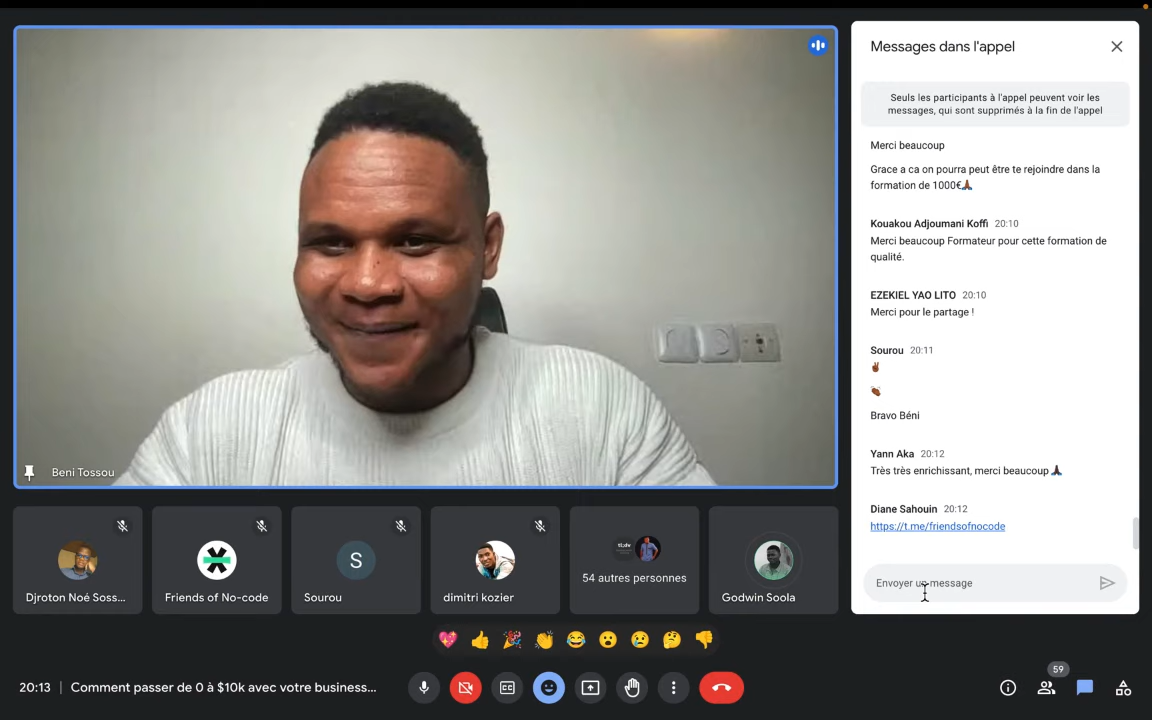 Messages dans l'appel
Seuls les participants à l'appel peuvent voir les
messages, qui sont supprimés à la fin de l'appel
Merci beaucoup
Grace a ca on pourra peut être te rejoindre dans la
formation de 1000€🙏🏾
Kouakou Adjoumani Koffi 20:10
Merci beaucoup Formateur pour cette formation de
qualité.
EZEKIEL YAO LITO 20:10
Merci pour le partage !
Sourou 20:11
✌🏾
👏🏾
Bravo Béni
Yann Aka 20:12
Très très enrichissant, merci beaucoup 🙏🏾
Diane Sahouin 20:12
https://t.me/friendsofnocode
Envoyer un message
Beni Tossou
Djroton Noé Soss...
Friends of No-code
S
Sourou
dimitri kozier
54 autres personnes
Godwin Soola
20:13 | Comment passer de 0 à $10k avec votre business...
59